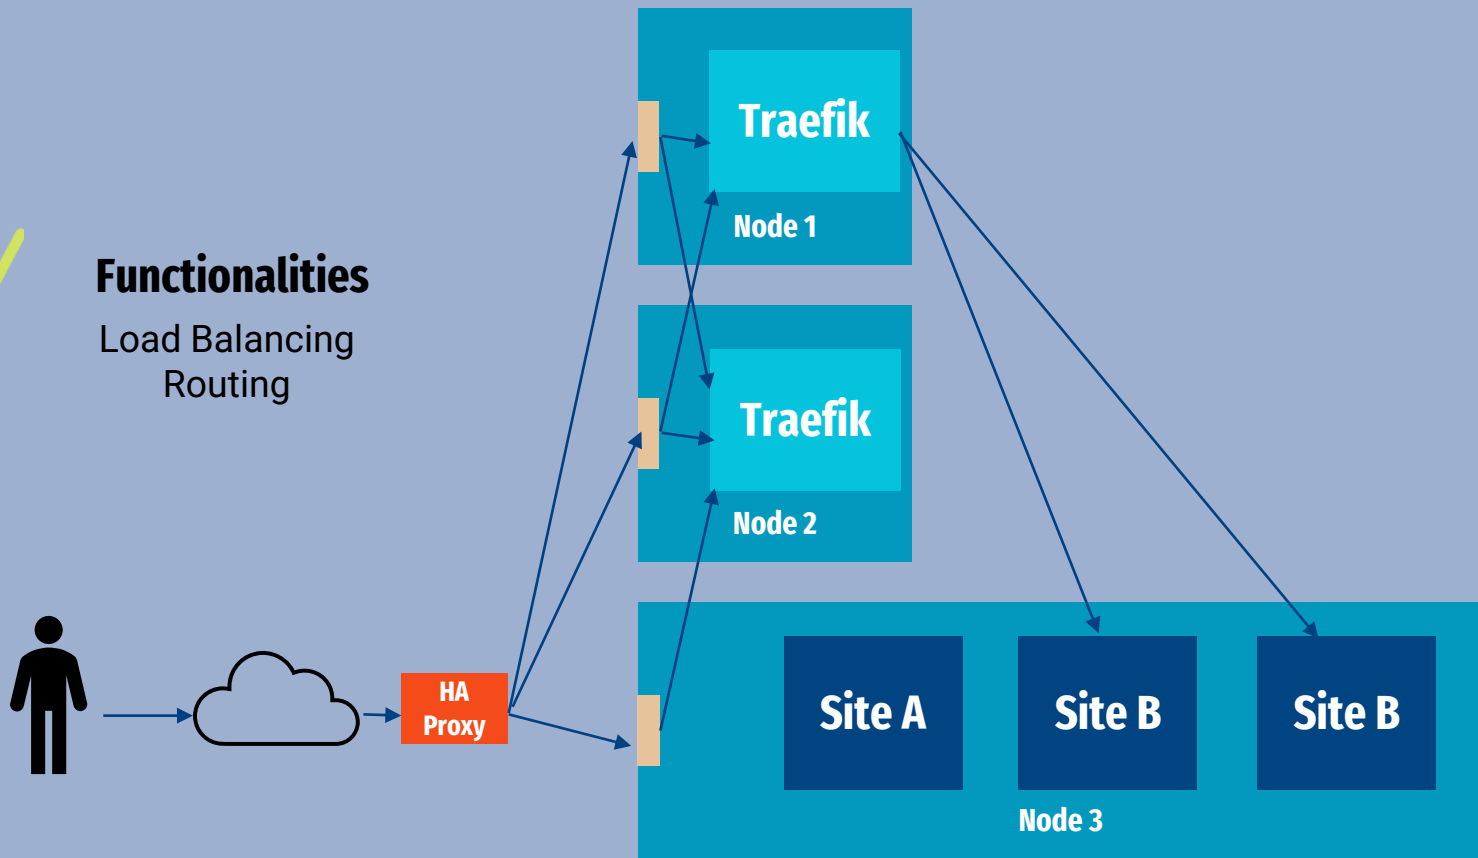 Functionalities
Load Balancing
Routing
Traefik
Node 1
Traefik
Node 2
HA
Proxy
Site A
Site B
Site B
Node 3